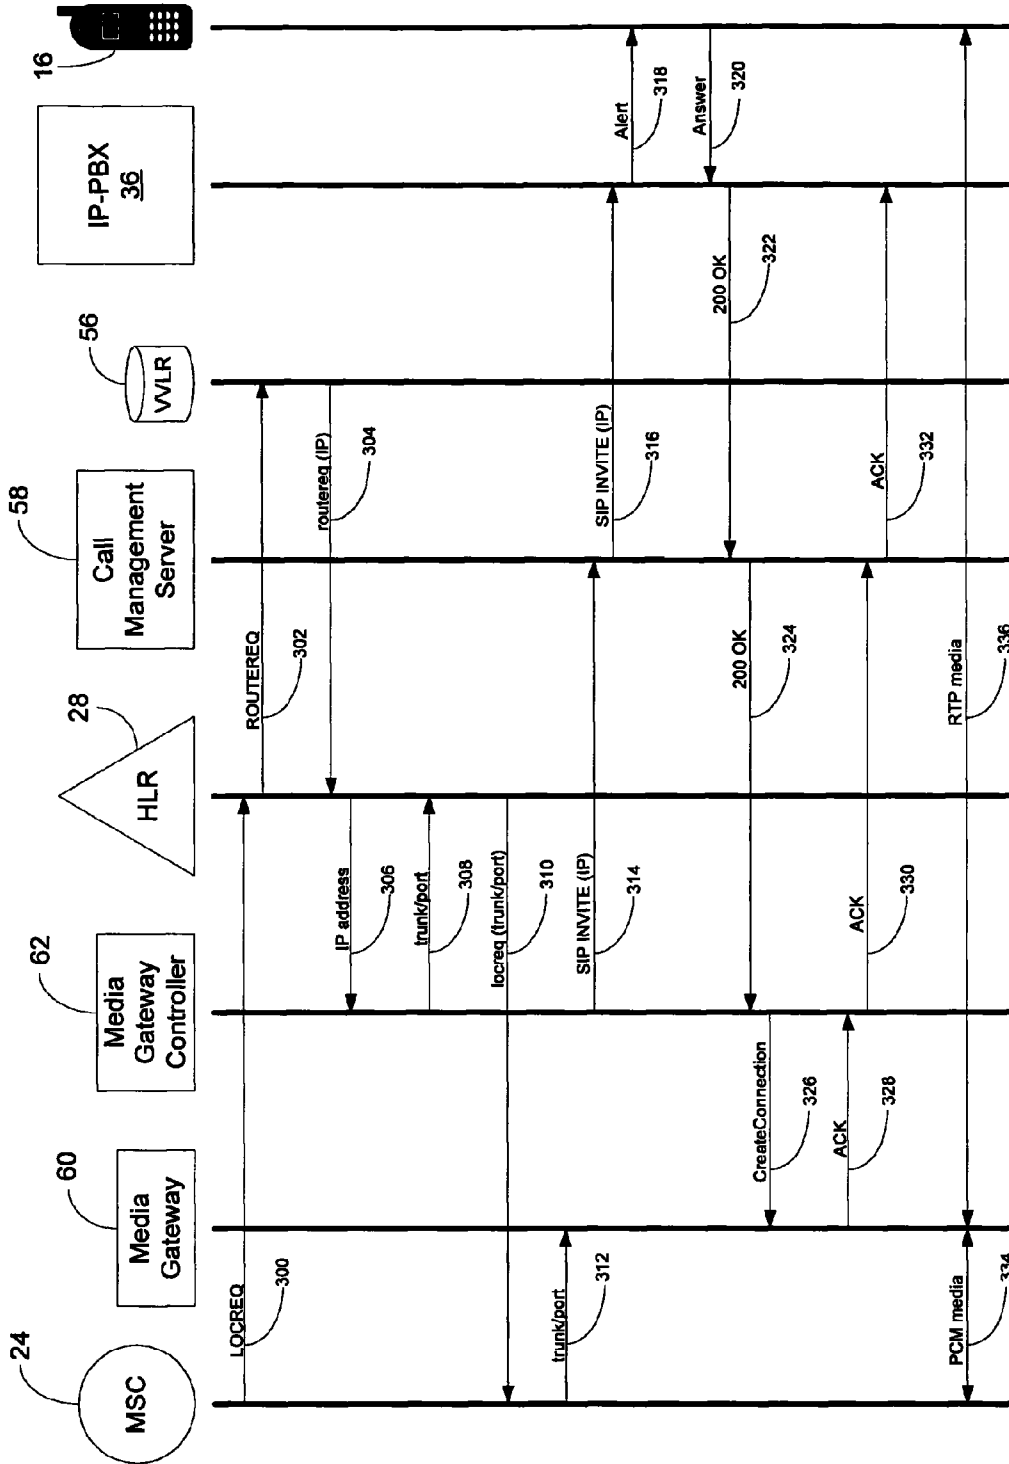 24
MSC
60
Media
Gateway
62
Media
Gateway
Controller
28
HLR
58
Call
Management
Server
56
VVLR
IP-PBX
36
16
LOCREQ
300
ROUTEREQ
302
routereq (IP)
304
IP address
306
trunk/port
308
locreq (trunk/port)
310
trunk/port
312
SIP INVITE (IP)
314
SIP INVITE (IP)
316
Alert
318
Answer
320
200 OK
322
200 OK
324
CreateConnection
326
ACK
328
ACK
330
ACK
332
PCM media
334
RTP media
336